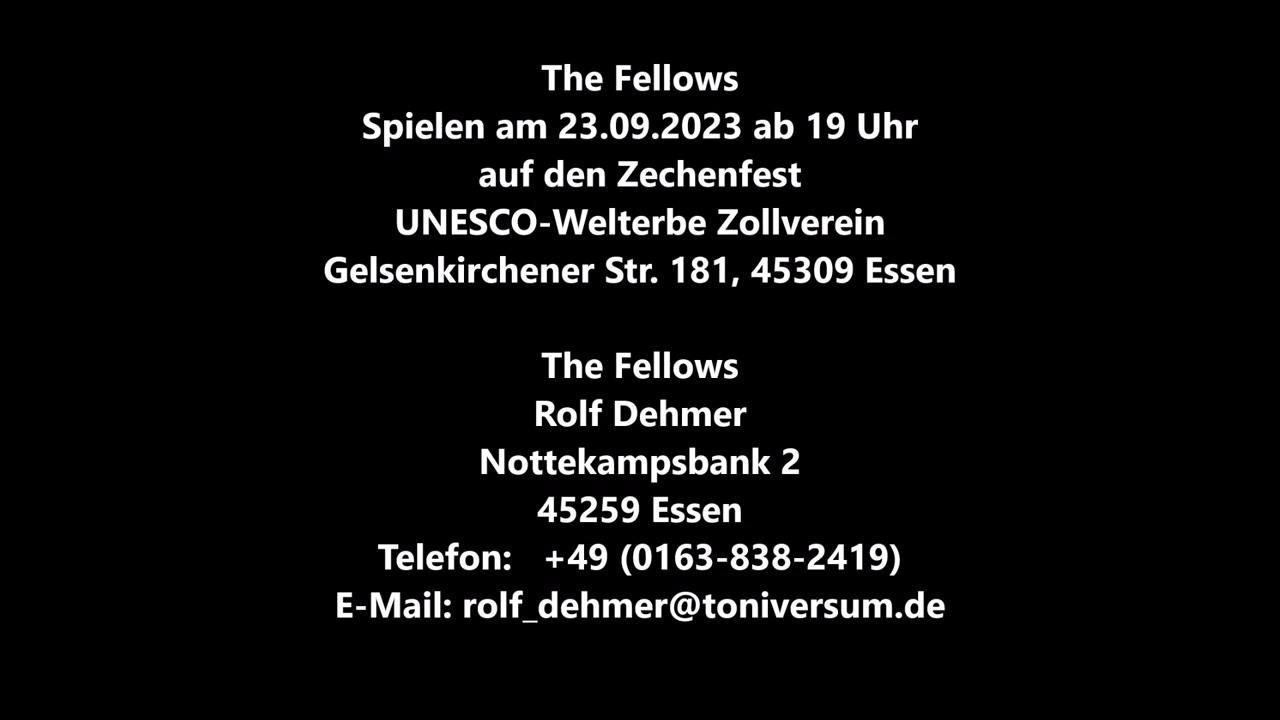 The Fellows
Spielen am 23.09.2023 ab 19 Uhr
auf den Zechenfest
UNESCO-Welterbe Zollverein
Gelsenkirchener Str. 181, 45309 Essen
The Fellows
Rolf Dehmer
Nottekampsbank 2
45259 Essen
Telefon: +49 (0163-838-2419)
E-Mail: rolf_dehmer@toniversum.de